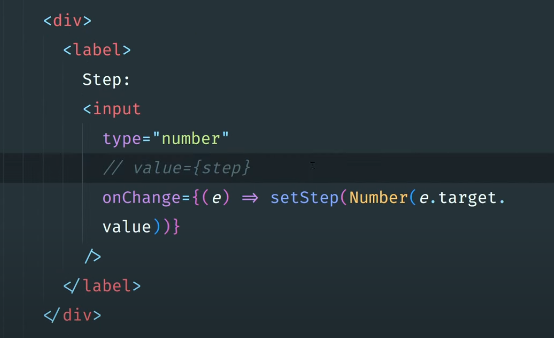 <div>
<label>
Step:
<input
type="number"
// value={step}
onChange={(e) => setStep(Number(e.target.
value))}
/>
</label>
</div>